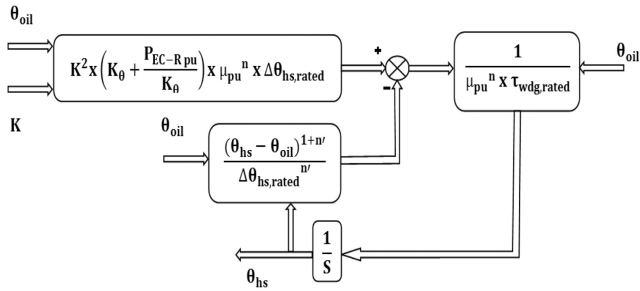 θoil
K² x (Kθ + PEC−R pu / Kθ) x μpuⁿ x Δθhs,rated
+
-
1 / μpuⁿ x τwdg,rated
θoil
K
θoil
(θhs − θoil)^1+n′ / Δθhs,rated^n′
1 / S
θhs